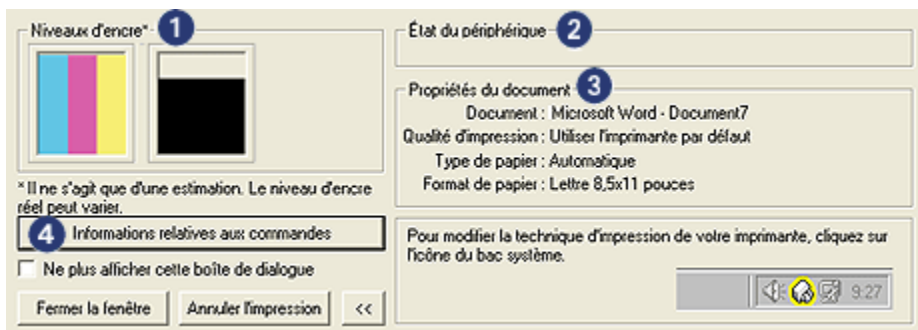 Niveaux d'encre* 1
* Il ne s'agit que d'une estimation. Le niveau d'encre
réel peut varier.
4 Informations relatives aux commandes
Ne plus afficher cette boîte de dialogue
Fermer la fenêtre
Annuler l'impression
<<
État du périphérique 2
Propriétés du document 3
Document : Microsoft Word - Document7
Qualité d'impression : Utiliser l'imprimante par défaut
Type de papier : Automatique
Format de papier : Lettre 8,5x11 pouces
Pour modifier la technique d'impression de votre imprimante, cliquez sur
l'icône du bac système.
9:27